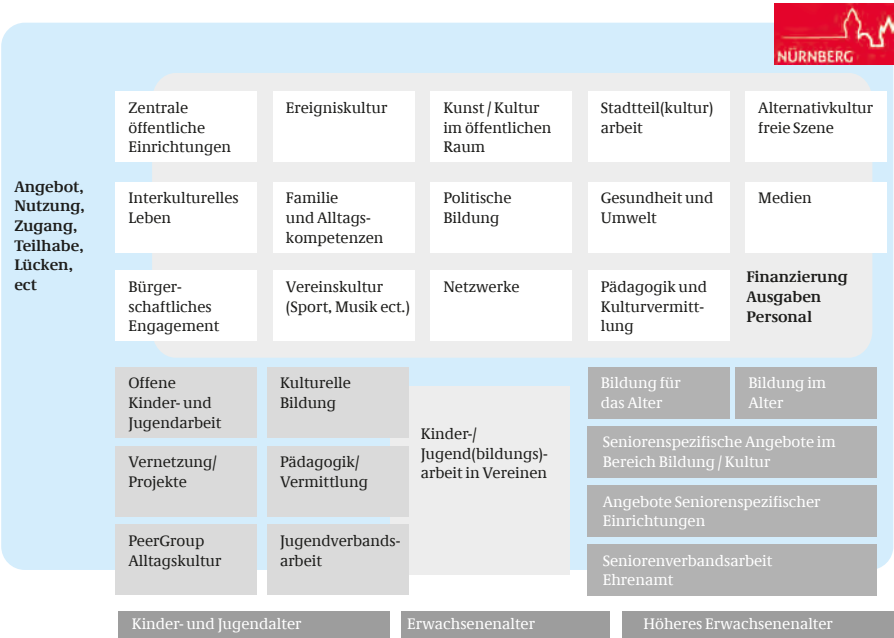 NÜRNBERG
Angebot,
Nutzung,
Zugang,
Teilhabe,
Lücken,
ect
Zentrale
öffentliche
Einrichtungen
Ereigniskultur
Kunst / Kultur
im öffentlichen
Raum
Stadtteil(kultur)
arbeit
Alternativkultur
freie Szene
Interkulturelles
Leben
Familie
und Alltags-
kompetenzen
Politische
Bildung
Gesundheit und
Umwelt
Medien
Bürger-
schaftliches
Engagement
Vereinskultur
(Sport, Musik ect.)
Netzwerke
Pädagogik und
Kulturvermitt-
lung
Finanzierung
Ausgaben
Personal
Offene
Kinder- und
Jugendarbeit
Kulturelle
Bildung
Vernetzung/
Projekte
Pädagogik/
Vermittlung
PeerGroup
Alltagskultur
Jugendverbands-
arbeit
Kinder-/
Jugend(bildungs)-
arbeit in Vereinen
Bildung für
das Alter
Bildung im
Alter
Seniorenspezifische Angebote im
Bereich Bildung / Kultur
Angebote Seniorenspezifischer
Einrichtungen
Seniorenverbandsarbeit
Ehrenamt
Kinder- und Jugendalter
Erwachsenenalter
Höheres Erwachsenenalter